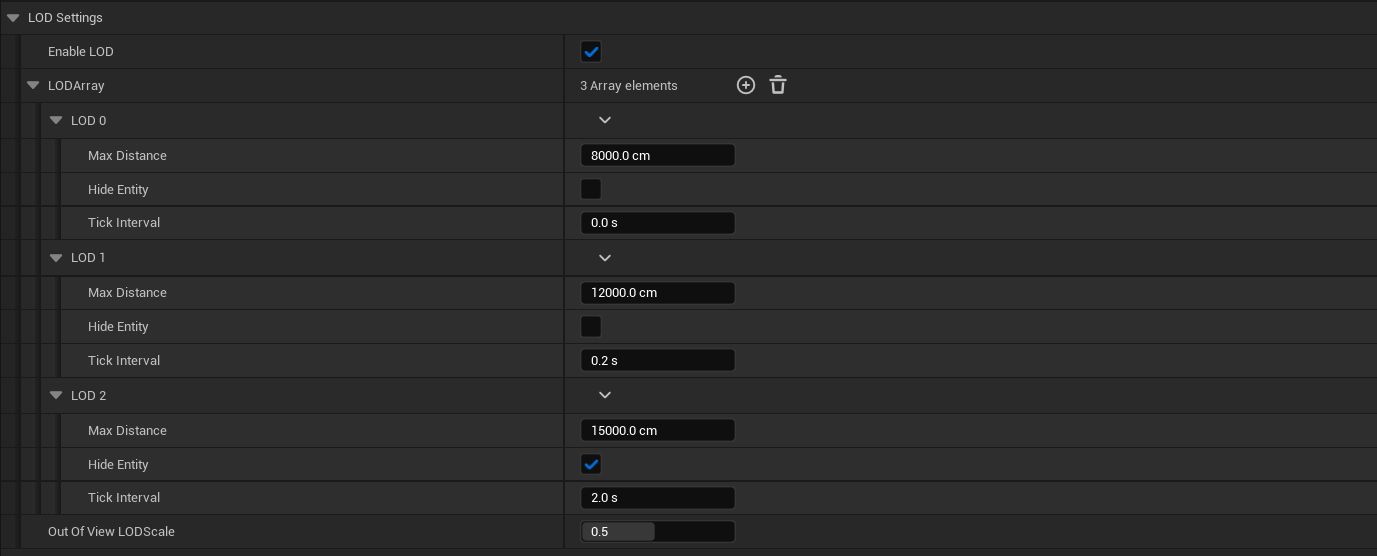 LOD Settings
Enable LOD
LODArray 3 Array elements
LOD 0
Max Distance 8000.0 cm
Hide Entity
Tick Interval 0.0 s
LOD 1
Max Distance 12000.0 cm
Hide Entity
Tick Interval 0.2 s
LOD 2
Max Distance 15000.0 cm
Hide Entity
Tick Interval 2.0 s
Out Of View LODScale 0.5